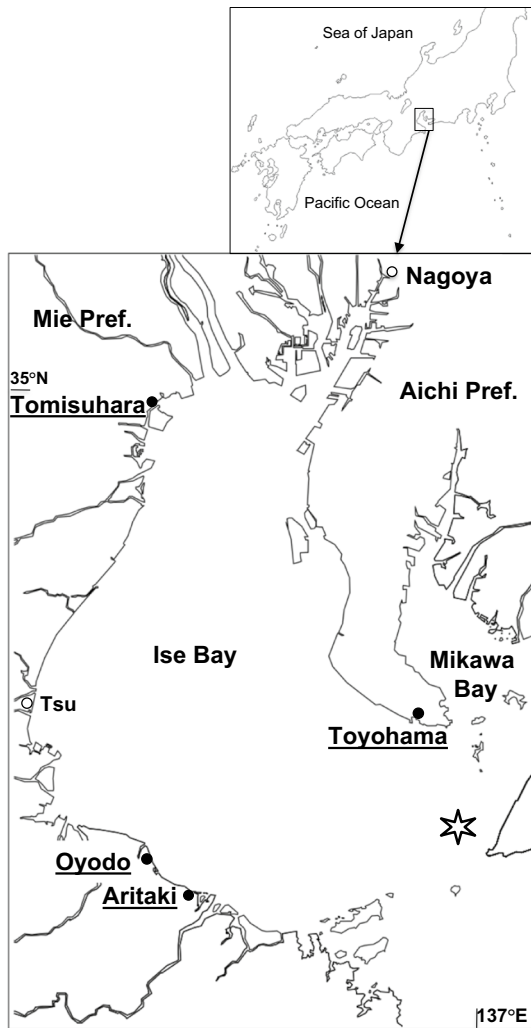 Sea of Japan
Pacific Ocean
Nagoya
Mie Pref.
35°N
Aichi Pref.
Tomisuhara
Ise Bay
Mikawa
Bay
Tsu
Toyohama
Oyodo
Aritaki
137°E